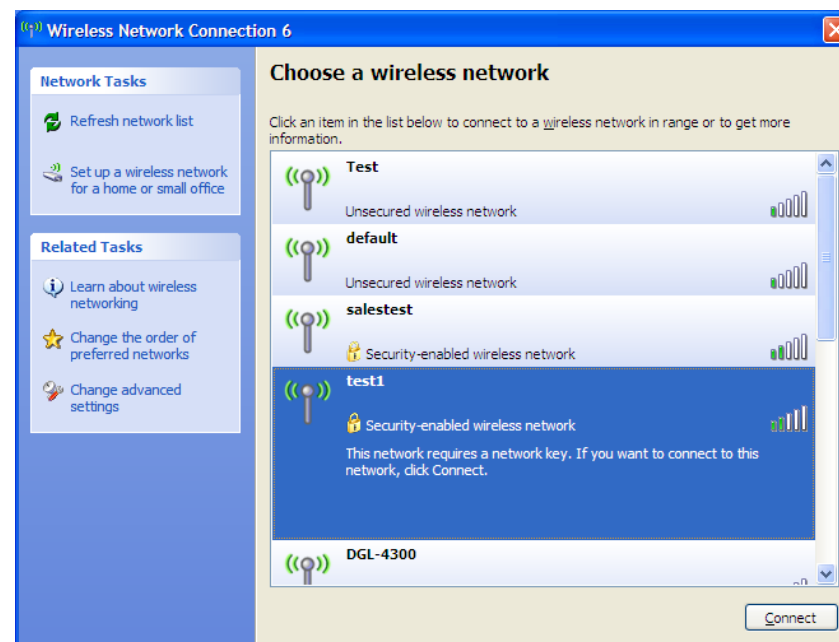 Wireless Network Connection 6
Network Tasks
Refresh network list
Set up a wireless network
for a home or small office
Related Tasks
Learn about wireless
networking
Change the order of
preferred networks
Change advanced
settings
Choose a wireless network
Click an item in the list below to connect to a wireless network in range or to get more
information.
Test
Unsecured wireless network
default
Unsecured wireless network
salestest
Security-enabled wireless network
test1
Security-enabled wireless network
This network requires a network key. If you want to connect to this
network, click Connect.
DGL-4300
Connect